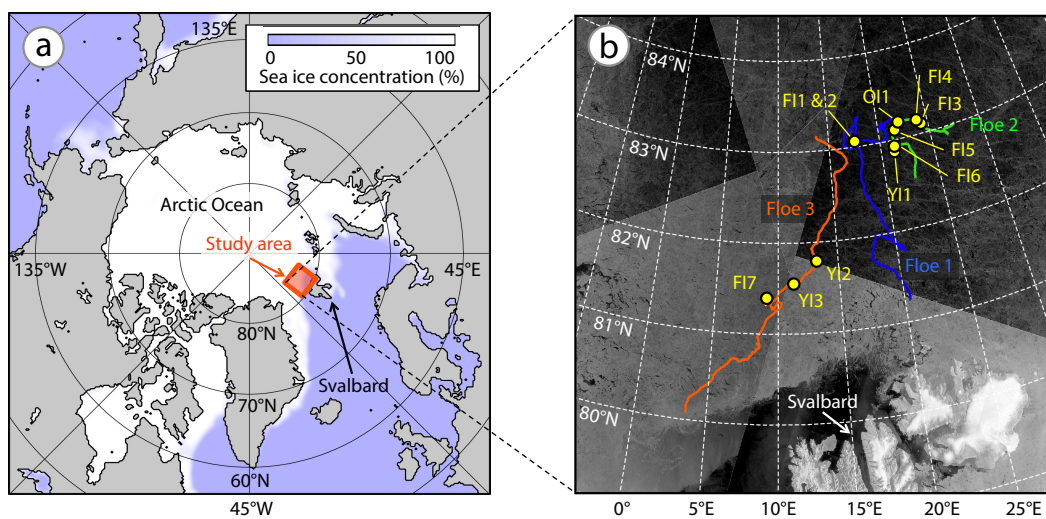 a
135°E
0
50
100
Sea ice concentration (%)
Arctic Ocean
Study area
135°W
45°E
80°N
Svalbard
70°N
60°N
45°W
b
84°N
FI4
OI1
FI3
FI1 & 2
Floe 2
83°N
FI5
FI6
YI1
Floe 3
82°N
Floe 1
YI2
FI7
YI3
81°N
80°N
Svalbard
0°
5°E
10°E
15°E
20°E
25°E